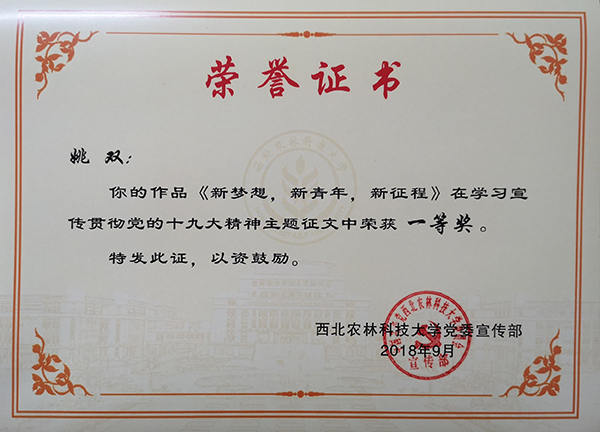 荣誉证书
姚 双：
你的作品《新梦想，新青年，新征程》在学习宣
传贯彻党的十九大精神主题征文中荣获 一等奖。
特发此证，以资鼓励。
西北农林科技大学党委宣传部
2018年9月
宣传部